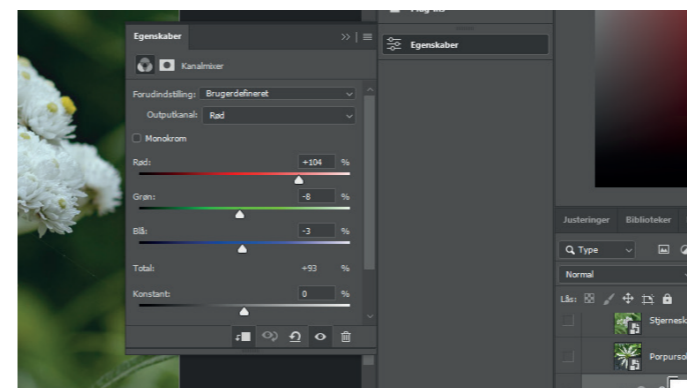 Egenskaber
Kanalmixer
Forudindstilling: Brugerdefineret
Outputkanal: Rød
Monokrom
Rød: +104 %
Grøn: -8 %
Blå: -3 %
Total: +93 %
Konstant: 0 %
Egenskaber
Justeringer Biblioteker
Type
Normal
Lås: